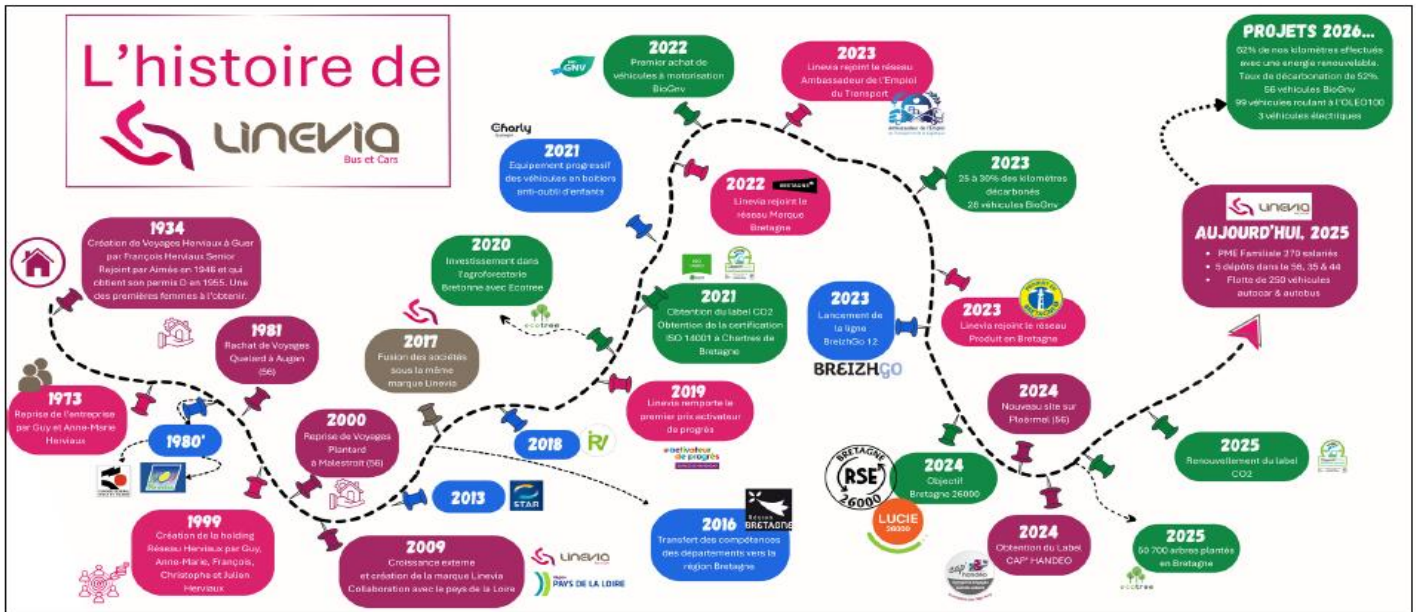 L'histoire de
LINEVIA
Bus et Cars
1934
Création de Voyages Herviaux à Guer
par François Herviaux Senior
Rejoint par Aimée en 1946 et qui
obtient son permis D en 1955. Une
des premières femmes à l'obtenir.
1973
Reprise de l'entreprise
par Guy et Anne-Marie
Herviaux
1980'
1981
Rachat de Voyages
Quelard à Augan
(56)
1999
Création de la holding
Réseau Herviaux par Guy,
Anne-Marie, François,
Christophe et Julien
Herviaux
2000
Reprise de Voyages
Plantard
à Malestroit (56)
2009
Croissance externe
et création de la marque Linevia
Collaboration avec le pays de la Loire
LINEVIA
PAYS DE LA LOIRE
2013
STAR
2016
Transfert des compétences
des départements vers la
région Bretagne
Région
BRETAGNE
2017
Fusion des sociétés
sous la même
marque Linevia
2018
2019
Linevia remporte le
premier prix activateur
de progrès
#activateur
de progrès
2020
Investissement dans
l'agroforesterie
Bretonne avec Ecotree
ecotree
Charly
2021
Equipement progressif
des véhicules en boitiers
anti-oubli d'enfants
2021
Obtention du label CO2
Obtention de la certification
ISO 14001 à Chartres de
Bretagne
GNV
2022
Premier achat de
véhicules à motorisation
BioGnv
2022
BRETAGNE
Linevia rejoint le
réseau Marque
Bretagne
2023
Linevia rejoint le réseau
Ambassadeur de l'Emploi
du Transport
Ambassadeur de l'Emploi
2023
25 à 30% des kilomètres
décarbonés
28 véhicules BioGnv
2023
Linevia rejoint le réseau
Produit en Bretagne
2023
Lancement de
la ligne
BreizhGo 12
BREIZHGO
2024
Nouveau site sur
Ploërmel (56)
BRETAGNE
RSE
26000
LUCIE
26000
2024
Objectif
Bretagne 26000
2024
Obtention du Label
CAP' HANDEO
CAP'
HANDEO
2025
50 700 arbres plantés
en Bretagne
ecotree
2025
Renouvellement du label
CO2
LINEVIA
AUJOURD'HUI, 2025
• PME Familiale 270 salariés
• 5 dépôts dans le 56, 35 & 44
• Flotte de 250 véhicules
autocar & autobus
PROJETS 2026...
62% de nos kilomètres effectués
avec une energie renouvelable.
Taux de décarbonation de 52%.
56 véhicules BioGnv
99 véhicules roulant à l'OLEO100
3 véhicules électriques